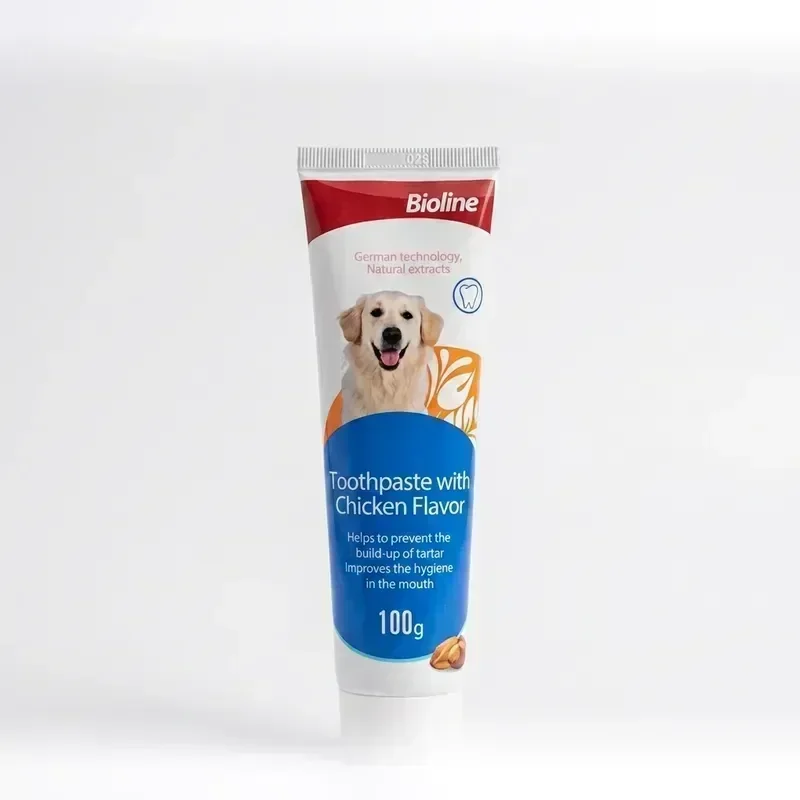 Bioline
German technology,
Natural extracts
Toothpaste with
Chicken Flavor
Helps to prevent the
build-up of tartar
Improves the hygiene
in the mouth
100g